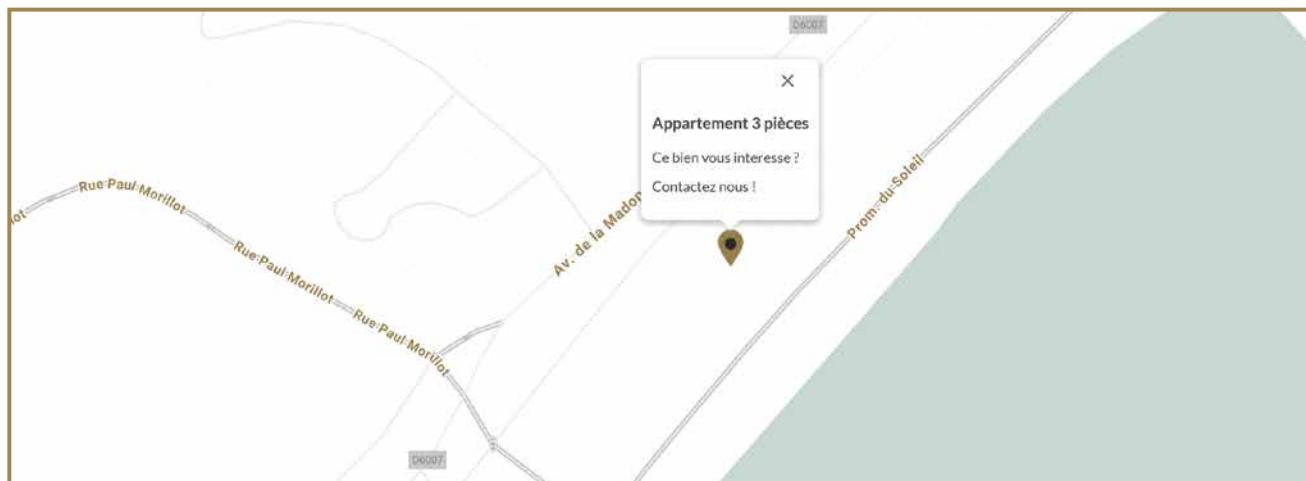 D6007
×
Appartement 3 pièces
Ce bien vous interesse ?
Contactez nous !
Prom. du Soleil
Av. de la Madon
Rue Paul Morillot
lot
Rue Paul Morillot
Rue Paul Morillot
D6007